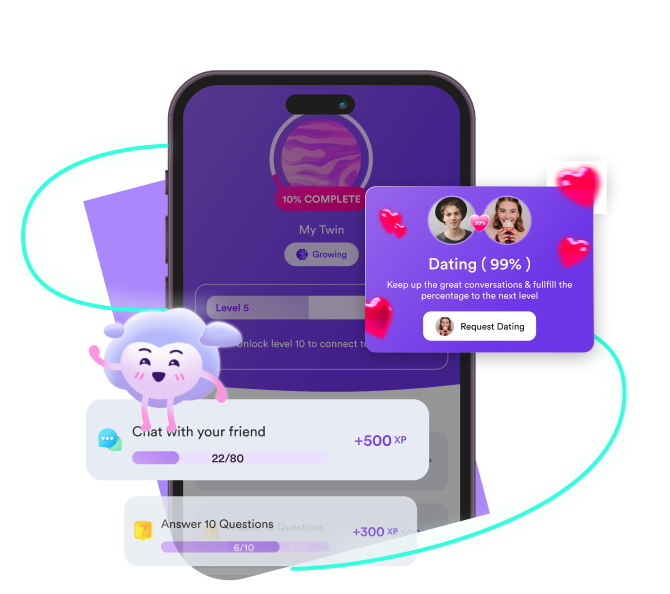 10% COMPLETE
My Twin
Growing
Level 5
Unlock level 10 to connect t
99%
Dating ( 99% )
Keep up the great conversations & fullfill the
percentage to the next level
Request Dating
Chat with your friend
22/80
+500 XP
Answer 10 Questions
Questions
6/10
+300 XP